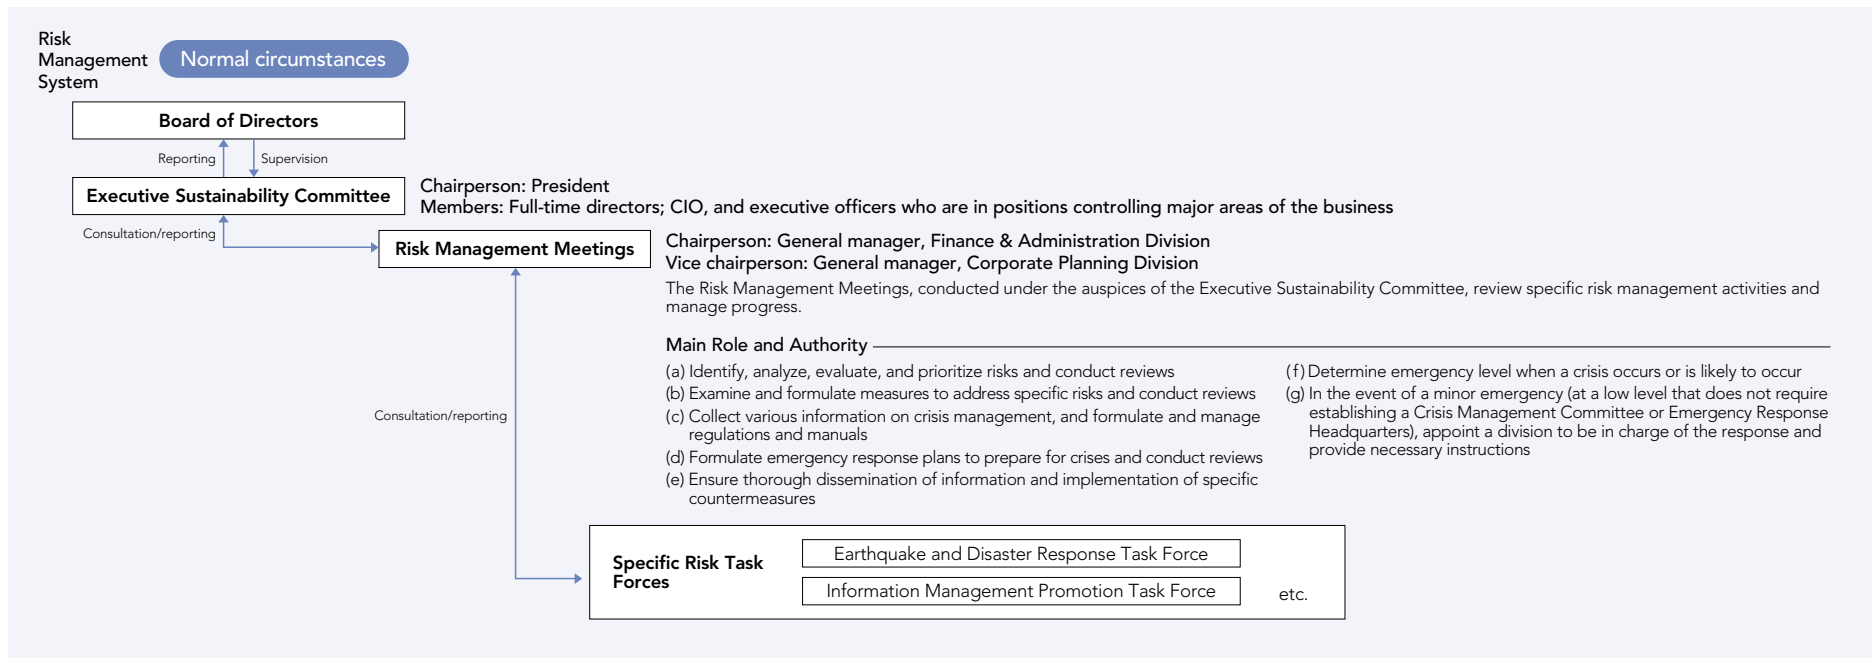 Risk
Management
System
Normal circumstances
Board of Directors
Reporting
Supervision
Executive Sustainability Committee
Chairperson: President
Members: Full-time directors; CIO, and executive officers who are in positions controlling major areas of the business
Consultation/reporting
Risk Management Meetings
Chairperson: General manager, Finance & Administration Division
Vice chairperson: General manager, Corporate Planning Division
The Risk Management Meetings, conducted under the auspices of the Executive Sustainability Committee, review specific risk management activities and
manage progress.
Main Role and Authority
(a) Identify, analyze, evaluate, and prioritize risks and conduct reviews
(b) Examine and formulate measures to address specific risks and conduct reviews
(c) Collect various information on crisis management, and formulate and manage
regulations and manuals
(d) Formulate emergency response plans to prepare for crises and conduct reviews
(e) Ensure thorough dissemination of information and implementation of specific
countermeasures
(f) Determine emergency level when a crisis occurs or is likely to occur
(g) In the event of a minor emergency (at a low level that does not require
establishing a Crisis Management Committee or Emergency Response
Headquarters), appoint a division to be in charge of the response and
provide necessary instructions
Consultation/reporting
Specific Risk Task
Forces
Earthquake and Disaster Response Task Force
Information Management Promotion Task Force
etc.